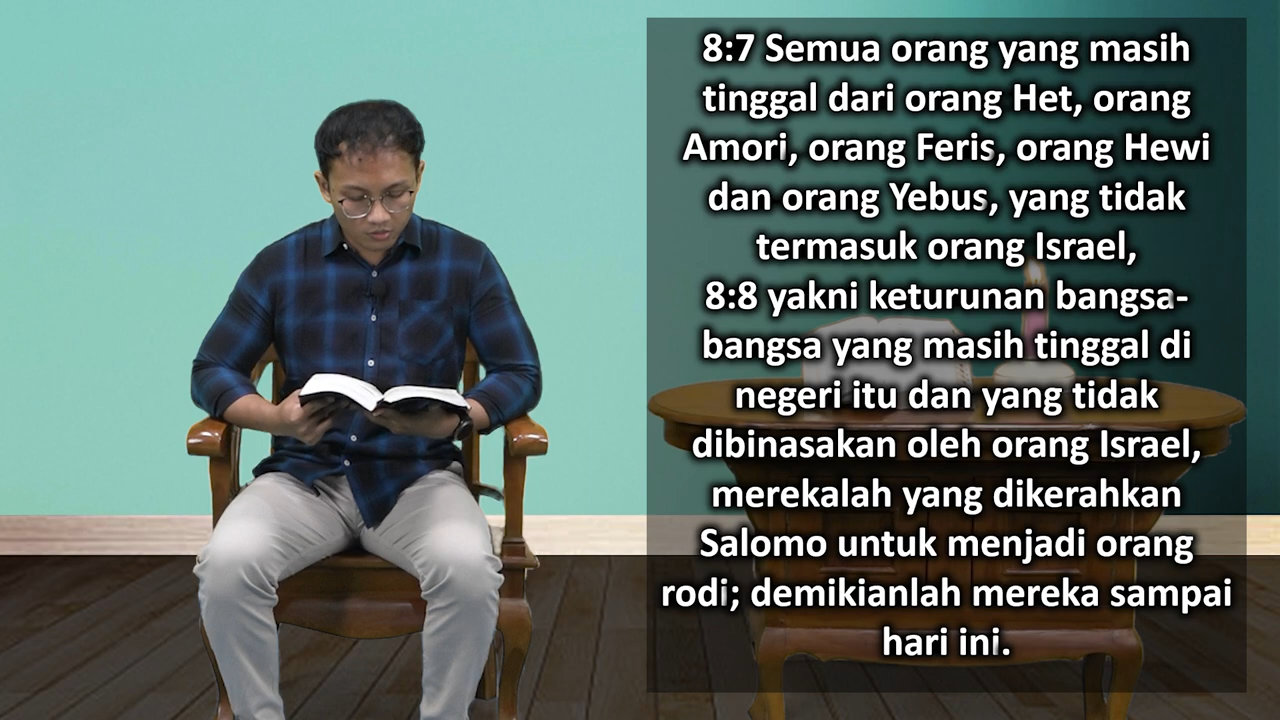 8:7 Semua orang yang masih
tinggal dari orang Het, orang
Amori, orang Feris, orang Hewi
dan orang Yebus, yang tidak
termasuk orang Israel,
8:8 yakni keturunan bangsa-
bangsa yang masih tinggal di
negeri itu dan yang tidak
dibinasakan oleh orang Israel,
merekalah yang dikerahkan
Salomo untuk menjadi orang
rodi; demikianlah mereka sampai
hari ini.